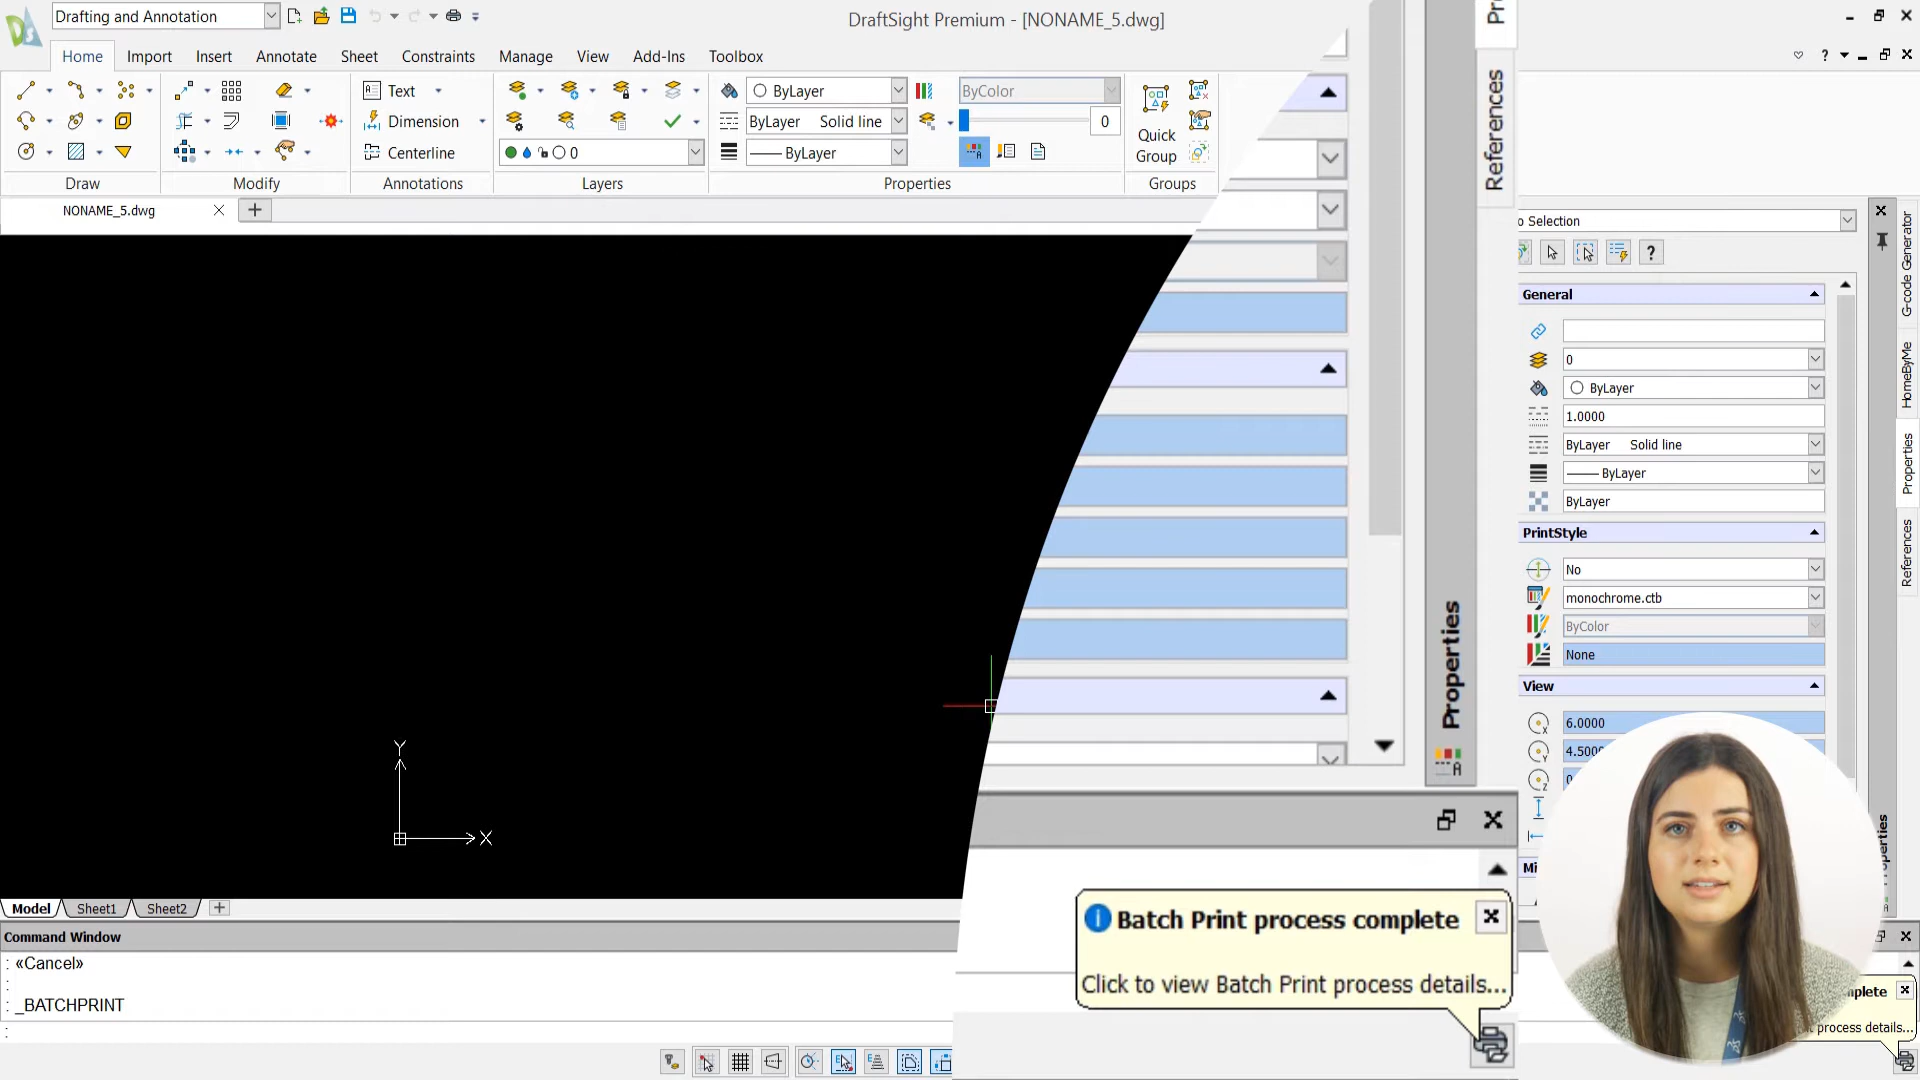 Drafting and Annotation
DraftSight Premium - [NONAME_5.dwg]
Home Import Insert Annotate Sheet Constraints Manage View Add-Ins Toolbox
Text
Dimension
Centerline
ByLayer
ByLayer Solid line
ByLayer
ByColor
0
0
Quick
Group
Draw Modify Annotations Layers Properties Groups
NONAME_5.dwg
References
Properties
Selection
General
0
ByLayer
1.0000
ByLayer Solid line
ByLayer
ByLayer
PrintStyle
No
monochrome.ctb
ByColor
None
View
6.0000
G-code Generator
HomeByMe
Properties
References
Y
X
Model Sheet1 Sheet2
Command Window
: «Cancel»
:
: _BATCHPRINT
:
Batch Print process complete
Click to view Batch Print process details...
process details...